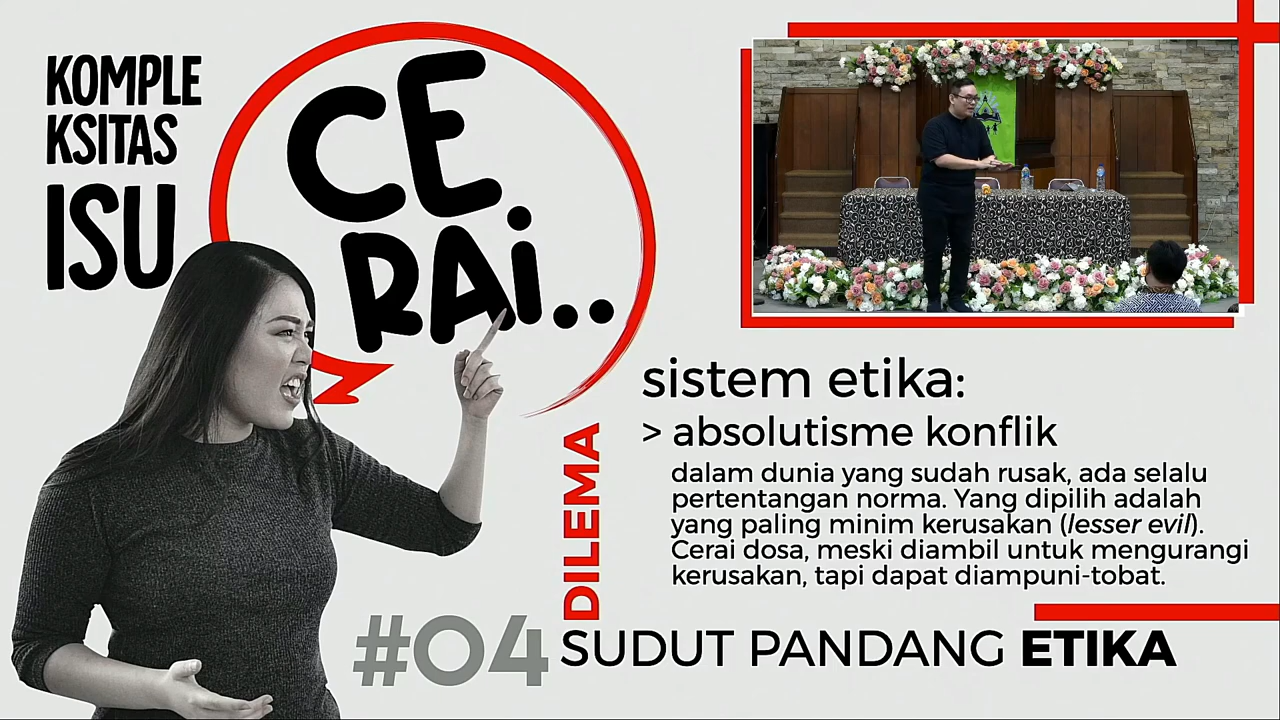 KOMPLE
KSITAS
ISU
CE
RAi..
sistem etika:
> absolutisme konflik
dalam dunia yang sudah rusak, ada selalu
pertentangan norma. Yang dipilih adalah
yang paling minim kerusakan (lesser evil).
Cerai dosa, meski diambil untuk mengurangi
kerusakan, tapi dapat diampuni-tobat.
DILEMA
#04 SUDUT PANDANG ETIKA